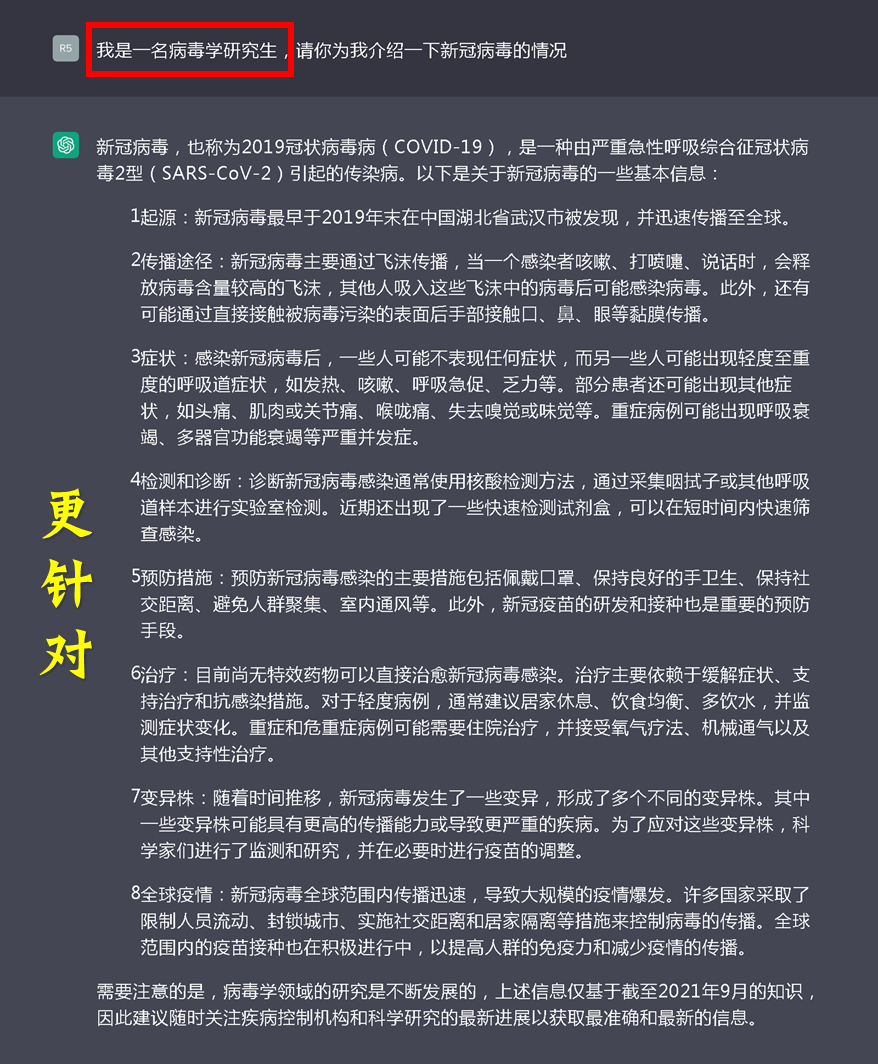 R5
我是一名病毒学研究生，请你为我介绍一下新冠病毒的情况
新冠病毒，也称为2019冠状病毒病（COVID-19），是一种由严重急性呼吸综合征冠状病
毒2型（SARS-CoV-2）引起的传染病。以下是关于新冠病毒的一些基本信息：
1起源：新冠病毒最早于2019年末在中国湖北省武汉市被发现，并迅速传播至全球。
2传播途径：新冠病毒主要通过飞沫传播，当一个感染者咳嗽、打喷嚏、说话时，会释
放病毒含量较高的飞沫，其他人吸入这些飞沫中的病毒后可能感染病毒。此外，还有
可能通过直接接触被病毒污染的表面后手部接触口、鼻、眼等黏膜传播。
3症状：感染新冠病毒后，一些人可能不表现任何症状，而另一些人可能出现轻度至重
度的呼吸道症状，如发热、咳嗽、呼吸急促、乏力等。部分患者还可能出现其他症
状，如头痛、肌肉或关节痛、喉咙痛、失去嗅觉或味觉等。重症病例可能出现呼吸衰
竭、多器官功能衰竭等严重并发症。
4检测和诊断：诊断新冠病毒感染通常使用核酸检测方法，通过采集咽拭子或其他呼吸
道样本进行实验室检测。近期还出现了一些快速检测试剂盒，可以在短时间内快速筛
查感染。
5预防措施：预防新冠病毒感染的主要措施包括佩戴口罩、保持良好的手卫生、保持社
交距离、避免人群聚集、室内通风等。此外，新冠疫苗的研发和接种也是重要的预防
手段。
6治疗：目前尚无特效药物可以直接治愈新冠病毒感染。治疗主要依赖于缓解症状、支
持治疗和抗感染措施。对于轻度病例，通常建议居家休息、饮食均衡、多饮水，并监
测症状变化。重症和危重症病例可能需要住院治疗，并接受氧气疗法、机械通气以及
其他支持性治疗。
7变异株：随着时间推移，新冠病毒发生了一些变异，形成了多个不同的变异株。其中
一些变异株可能具有更高的传播能力或导致更严重的疾病。为了应对这些变异株，科
学家们进行了监测和研究，并在必要时进行疫苗的调整。
8全球疫情：新冠病毒全球范围内传播迅速，导致大规模的疫情爆发。许多国家采取了
限制人员流动、封锁城市、实施社交距离和居家隔离等措施来控制病毒的传播。全球
范围内的疫苗接种也在积极进行中，以提高人群的免疫力和减少疫情的传播。
需要注意的是，病毒学领域的研究是不断发展的，上述信息仅基于截至2021年9月的知识，
因此建议随时关注疾病控制机构和科学研究的最新进展以获取最准确和最新的信息。
更针对